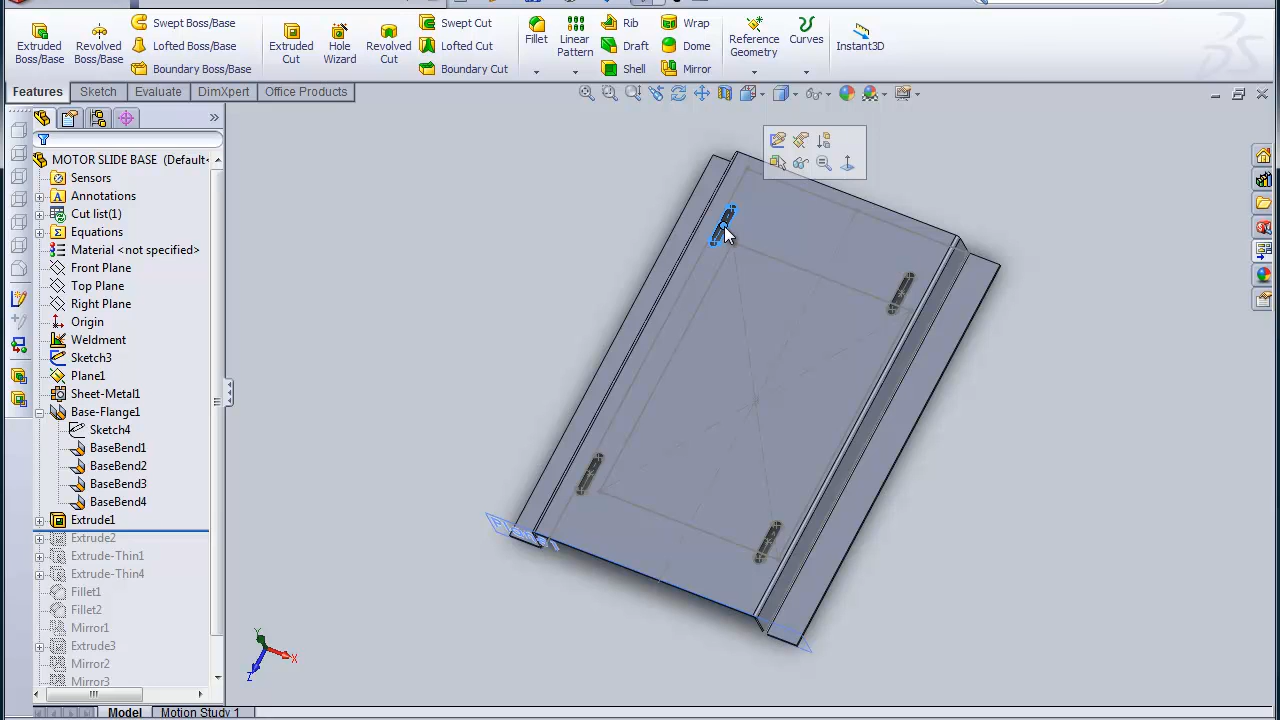 Swept Boss/Base
Lofted Boss/Base
Boundary Boss/Base
Extruded
Boss/Base
Revolved
Boss/Base
Extruded
Cut
Hole
Wizard
Revolved
Cut
Swept Cut
Lofted Cut
Boundary Cut
Fillet
Linear
Pattern
Rib
Draft
Shell
Wrap
Dome
Mirror
Reference
Geometry
Curves
Instant3D
Features
Sketch
Evaluate
DimXpert
Office Products
MOTOR SLIDE BASE (Default<
Sensors
Annotations
Cut list(1)
Equations
Material <not specified>
Front Plane
Top Plane
Right Plane
Origin
Weldment
Sketch3
Plane1
Sheet-Metal1
Base-Flange1
Sketch4
BaseBend1
BaseBend2
BaseBend3
BaseBend4
Extrude1
Extrude2
Extrude-Thin1
Extrude-Thin4
Fillet1
Fillet2
Mirror1
Extrude3
Mirror2
Mirror3
Y
X
Z
Model
Motion Study 1